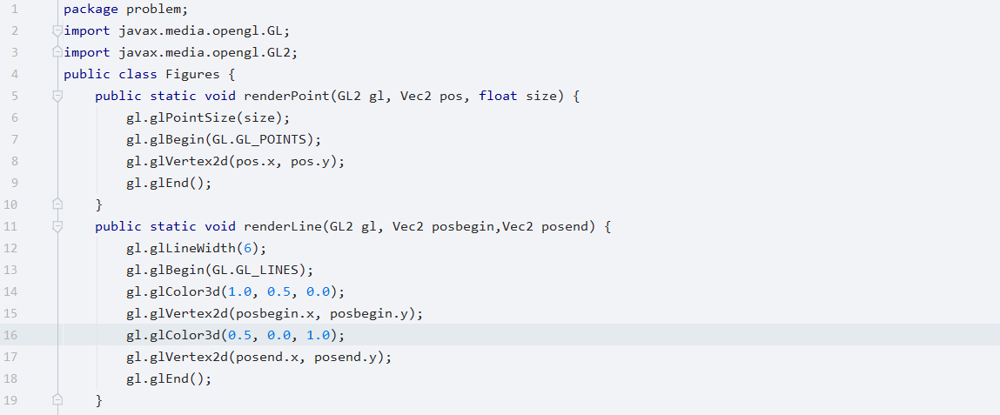 1 package problem;
2 import javax.media.opengl.GL;
3 import javax.media.opengl.GL2;
4 public class Figures {
5     public static void renderPoint(GL2 gl, Vec2 pos, float size) {
6         gl.glPointSize(size);
7         gl.glBegin(GL.GL_POINTS);
8         gl.glVertex2d(pos.x, pos.y);
9         gl.glEnd();
10     }
11     public static void renderLine(GL2 gl, Vec2 posbegin,Vec2 posend) {
12         gl.glLineWidth(6);
13         gl.glBegin(GL.GL_LINES);
14         gl.glColor3d(1.0, 0.5, 0.0);
15         gl.glVertex2d(posbegin.x, posbegin.y);
16         gl.glColor3d(0.5, 0.0, 1.0);
17         gl.glVertex2d(posend.x, posend.y);
18         gl.glEnd();
19     }